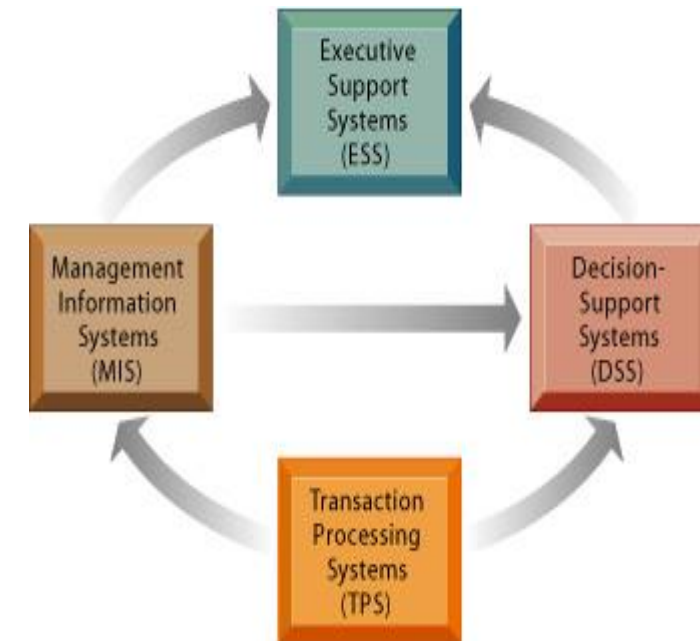 Executive
Support
Systems
(ESS)
Management
Information
Systems
(MIS)
Decision-
Support
Systems
(DSS)
Transaction
Processing
Systems
(TPS)